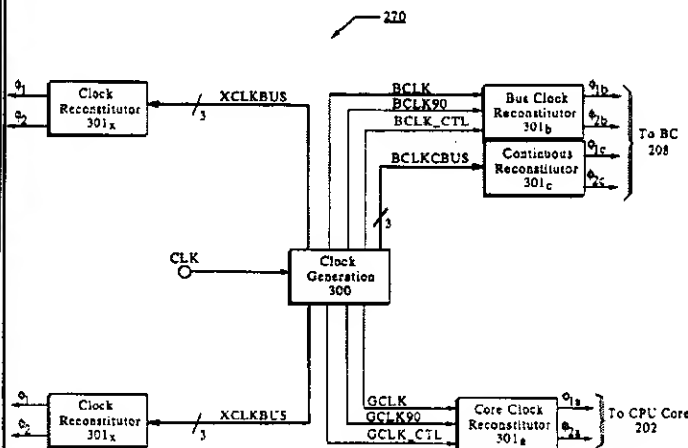 270
Clock
Reconstitutor
301x
ϕ1
ϕ2
XCLKBUS
3
BCLK
BCLK90
BCLK_CTL
Bus Clock
Reconstitutor
301b
ϕ1b
ϕ2b
BCLKCBUS
3
Continuous
Reconstitutor
301c
ϕ1c
ϕ2c
To BC
208
CLK
Clock
Generation
300
Clock
Reconstitutor
301x
ϕ1
ϕ2
XCLKBUS
3
GCLK
GCLK90
GCLK_CTL
Core Clock
Reconstitutor
301a
ϕ1a
ϕ2a
To CPU Core
202